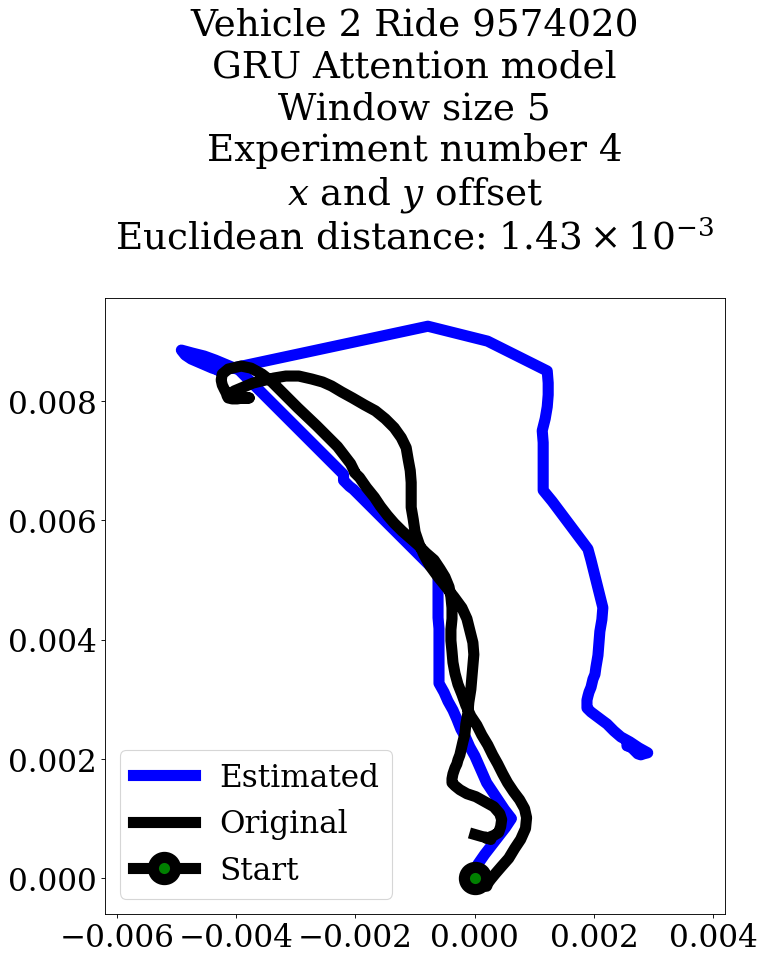 Vehicle 2 Ride 9574020
GRU Attention model
Window size 5
Experiment number 4
x and y offset
Euclidean distance: 1.43 × 10⁻³
0.008
0.006
0.004
0.002
0.000
Estimated
Original
Start
−0.006 −0.004 −0.002 0.000 0.002 0.004